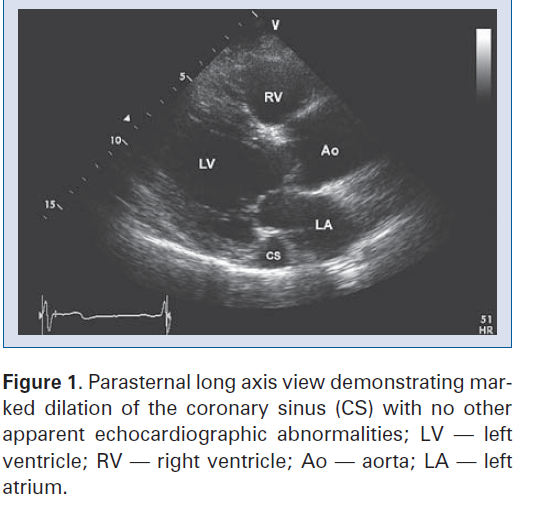 V
5
RV
10
Ao
LV
15
LA
CS
51
HR
Figure 1. Parasternal long axis view demonstrating mar-
ked dilation of the coronary sinus (CS) with no other
apparent echocardiographic abnormalities; LV — left
ventricle; RV — right ventricle; Ao — aorta; LA — left
atrium.